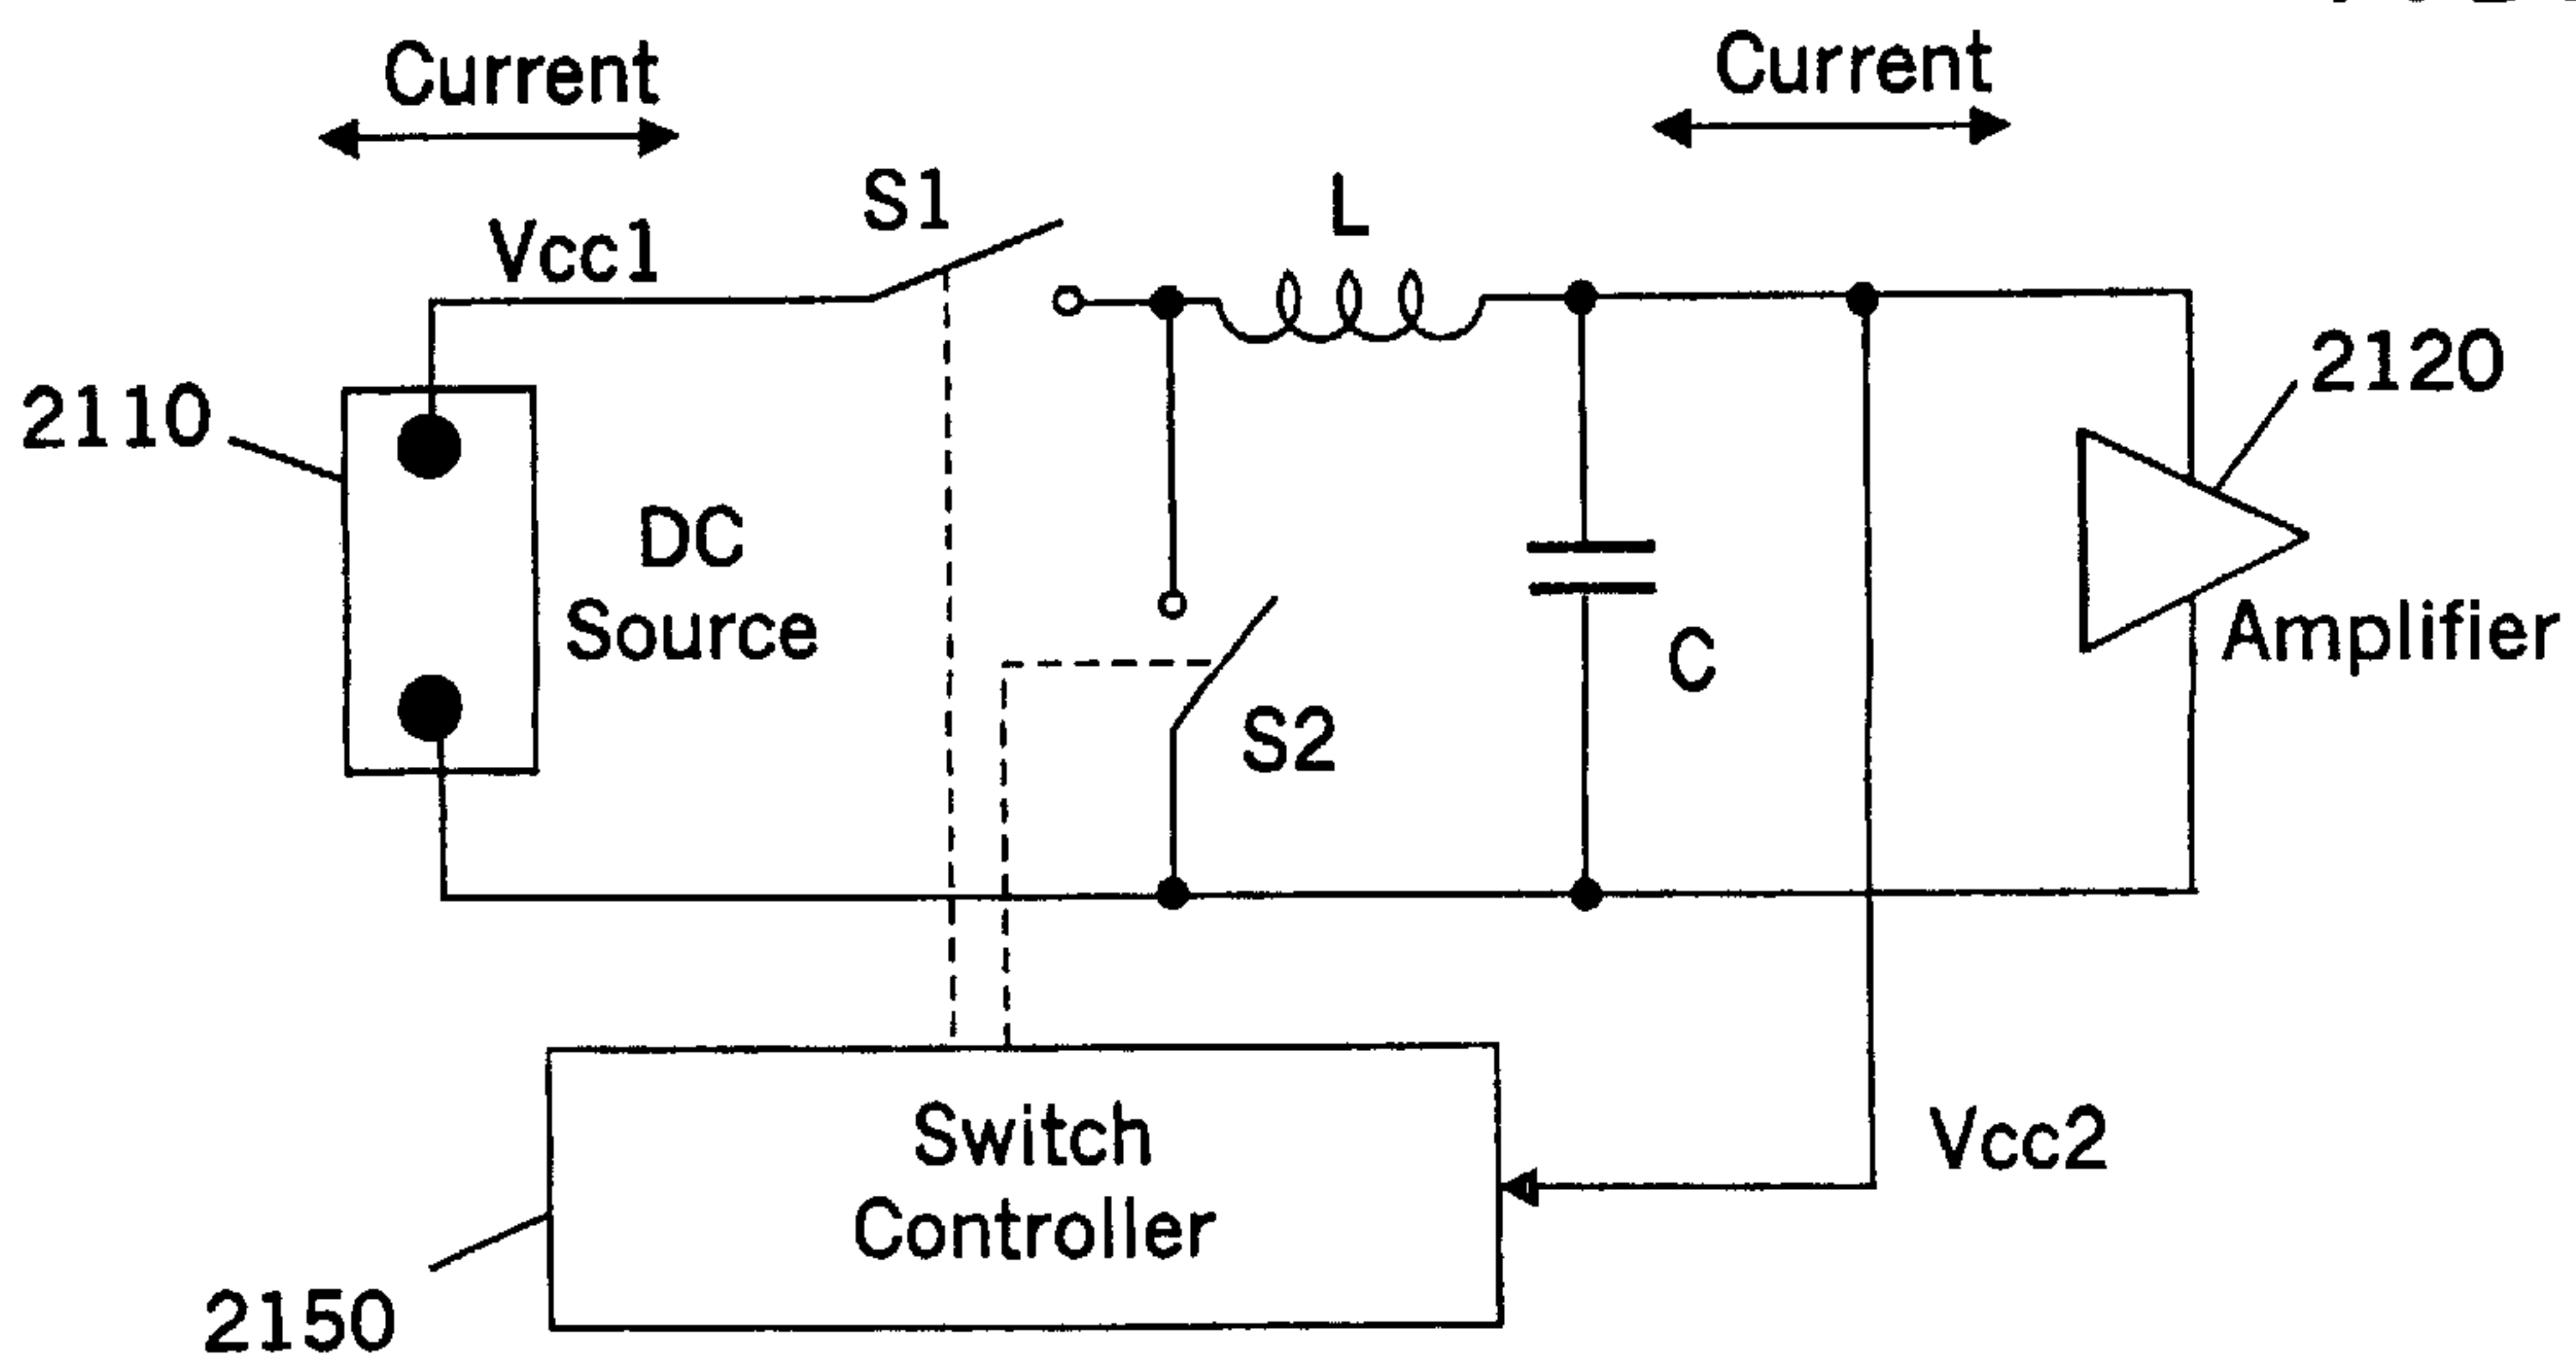 Current
Current
S1
L
Vcc1
2110
2120
DC
Source
Amplifier
C
S2
Switch
Controller
Vcc2
2150